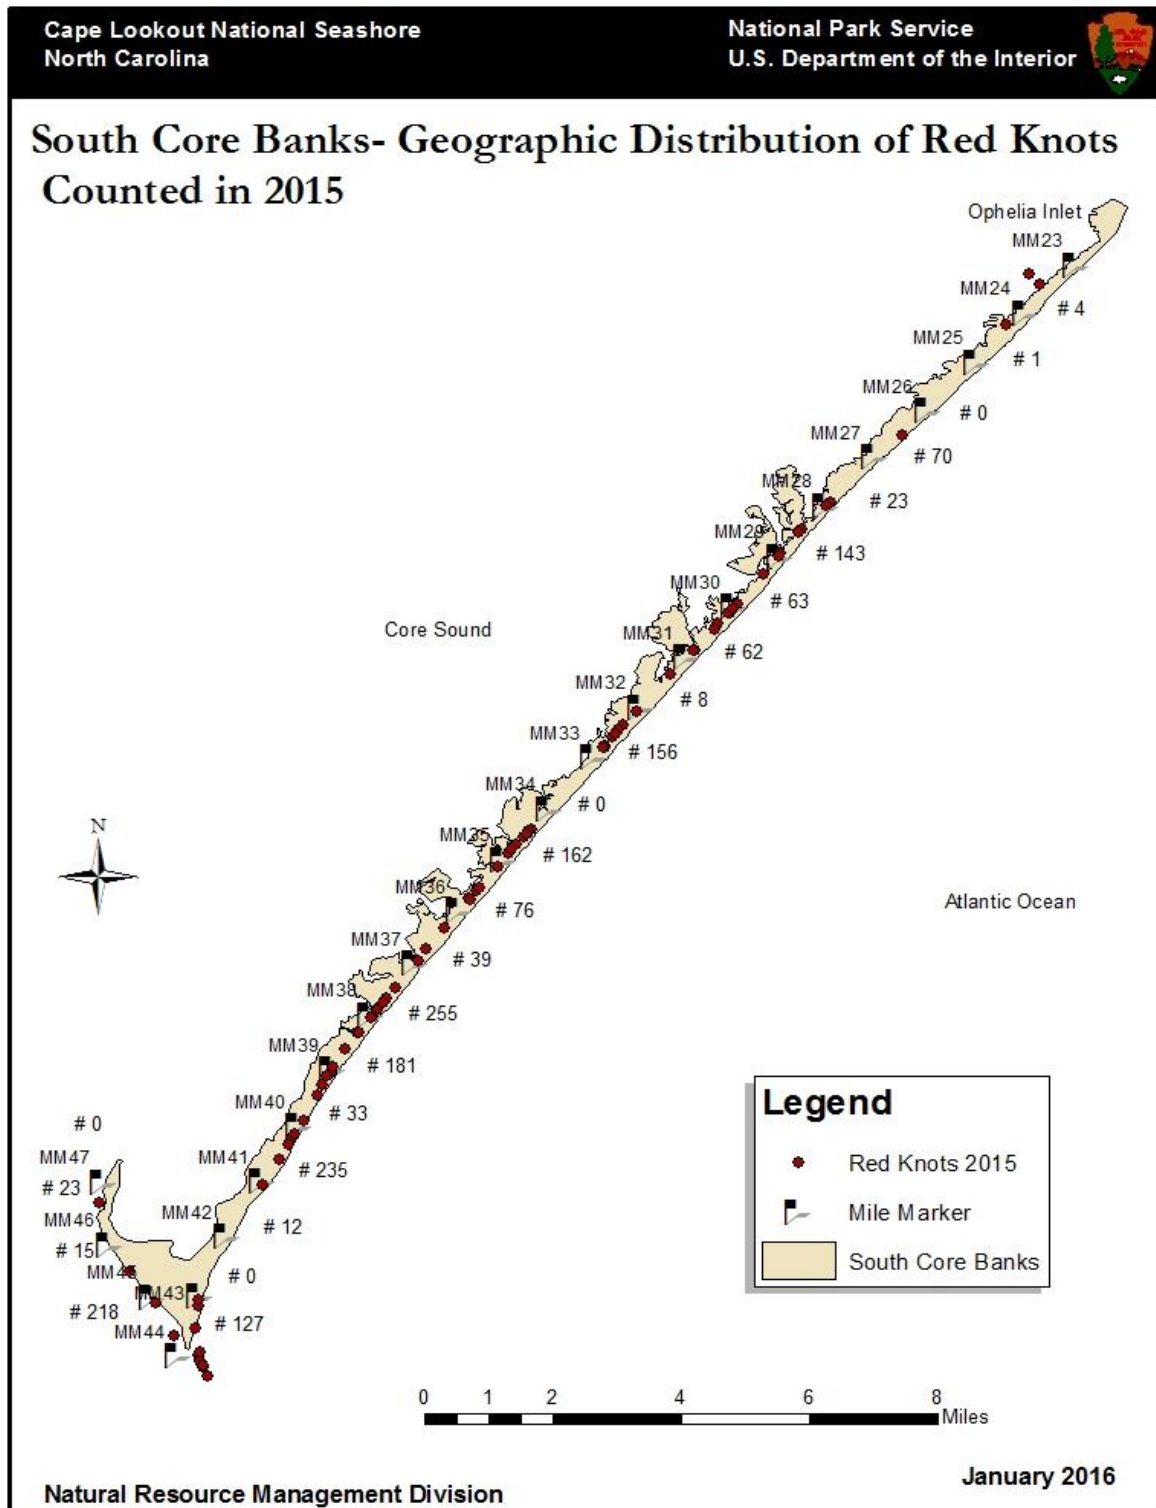 Cape Lookout National Seashore
North Carolina
National Park Service
U.S. Department of the Interior
South Core Banks- Geographic Distribution of Red Knots
Counted in 2015
Ophelia Inlet
MM23
# 4
MM24
# 1
MM25
# 0
MM26
# 70
MM27
# 23
MM28
# 143
MM29
# 63
MM30
# 62
Core Sound
MM31
# 8
MM32
# 156
MM33
# 0
MM34
# 162
MM35
N
# 76
MM36
Atlantic Ocean
# 39
MM37
# 255
MM38
# 181
MM39
# 33
MM40
# 235
MM41
# 12
MM42
# 0
MM43
# 127
# 0
MM47
# 23
MM46
# 15
MM45
# 218
MM44
Legend
Red Knots 2015
Mile Marker
South Core Banks
0 1 2 4 6 8
Miles
January 2016
Natural Resource Management Division